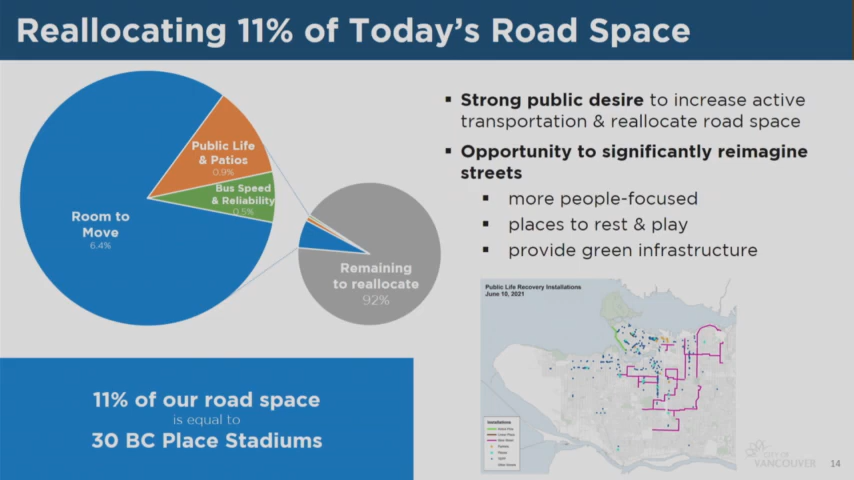 Reallocating 11% of Today's Road Space
Public Life
& Patios
0.9%
Bus Speed
& Reliability
0.5%
Room to
Move
6.4%
Remaining
to reallocate
92%
▪ Strong public desire to increase active
transportation & reallocate road space
▪ Opportunity to significantly reimagine
streets
▪ more people-focused
▪ places to rest & play
▪ provide green infrastructure
Public Life Recovery Installations
June 10, 2021
Installations
11% of our road space
is equal to
30 BC Place Stadiums
CITY OF
VANCOUVER
14